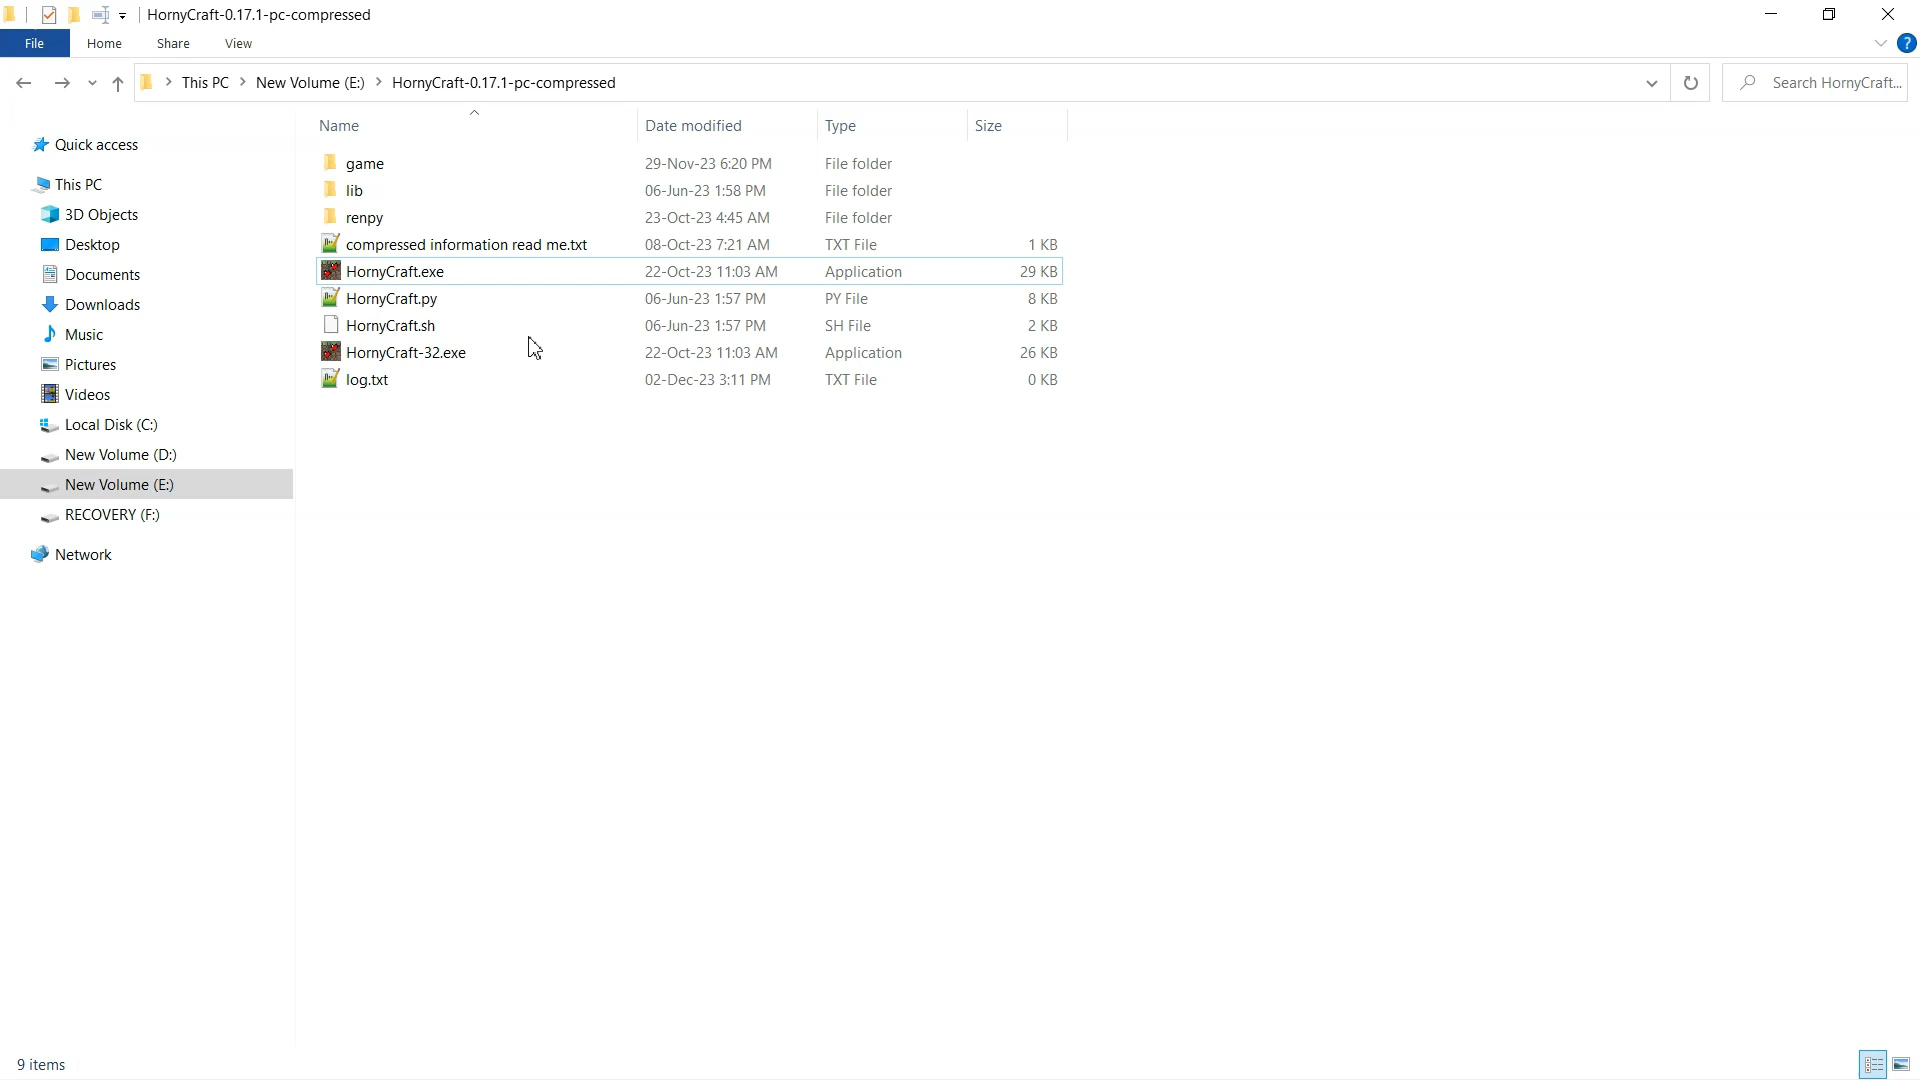 HornyCraft-0.17.1-pc-compressed
File Home Share View
This PC New Volume (E:) HornyCraft-0.17.1-pc-compressed Search HornyCraft...
Name Date modified Type Size
Quick access
This PC
3D Objects
Desktop
Documents
Downloads
Music
Pictures
Videos
Local Disk (C:)
New Volume (D:)
New Volume (E:)
RECOVERY (F:)
Network
game 29-Nov-23 6:20 PM File folder
lib 06-Jun-23 1:58 PM File folder
renpy 23-Oct-23 4:45 AM File folder
compressed information read me.txt 08-Oct-23 7:21 AM TXT File 1 KB
HornyCraft.exe 22-Oct-23 11:03 AM Application 29 KB
HornyCraft.py 06-Jun-23 1:57 PM PY File 8 KB
HornyCraft.sh 06-Jun-23 1:57 PM SH File 2 KB
HornyCraft-32.exe 22-Oct-23 11:03 AM Application 26 KB
log.txt 02-Dec-23 3:11 PM TXT File 0 KB
9 items